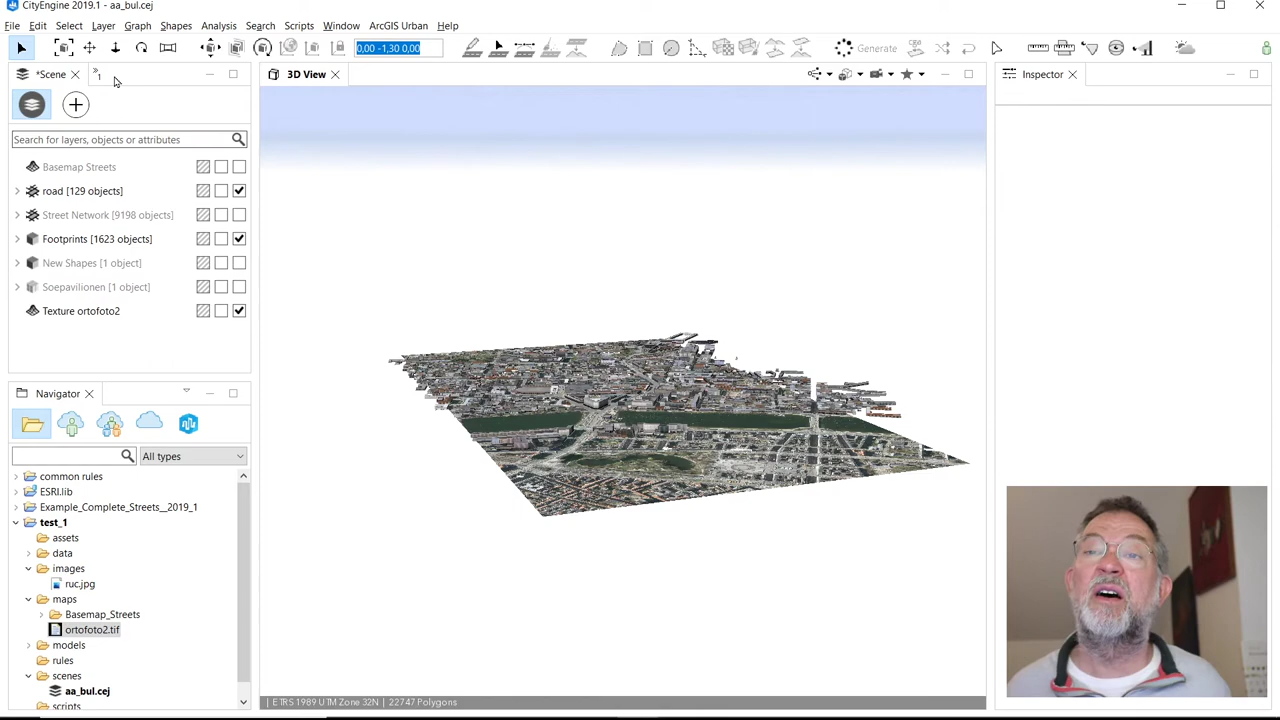 CityEngine 2019.1 - aa_bul.cej
File Edit Select Layer Graph Shapes Analysis Search Scripts Window ArcGIS Urban Help
0,00 -1,30 0,00
Generate
*Scene
»1
3D View
Inspector
Search for layers, objects or attributes
Basemap Streets
road [129 objects]
Street Network [9198 objects]
Footprints [1623 objects]
New Shapes [1 object]
Soepavilionen [1 object]
Texture ortofoto2
Navigator
All types
common rules
ESRI.lib
Example_Complete_Streets__2019_1
test_1
assets
data
images
ruc.jpg
maps
Basemap_Streets
ortofoto2.tif
models
rules
scenes
aa_bul.cej
scripts
| ETRS 1989 UTM Zone 32N | 22747 Polygons